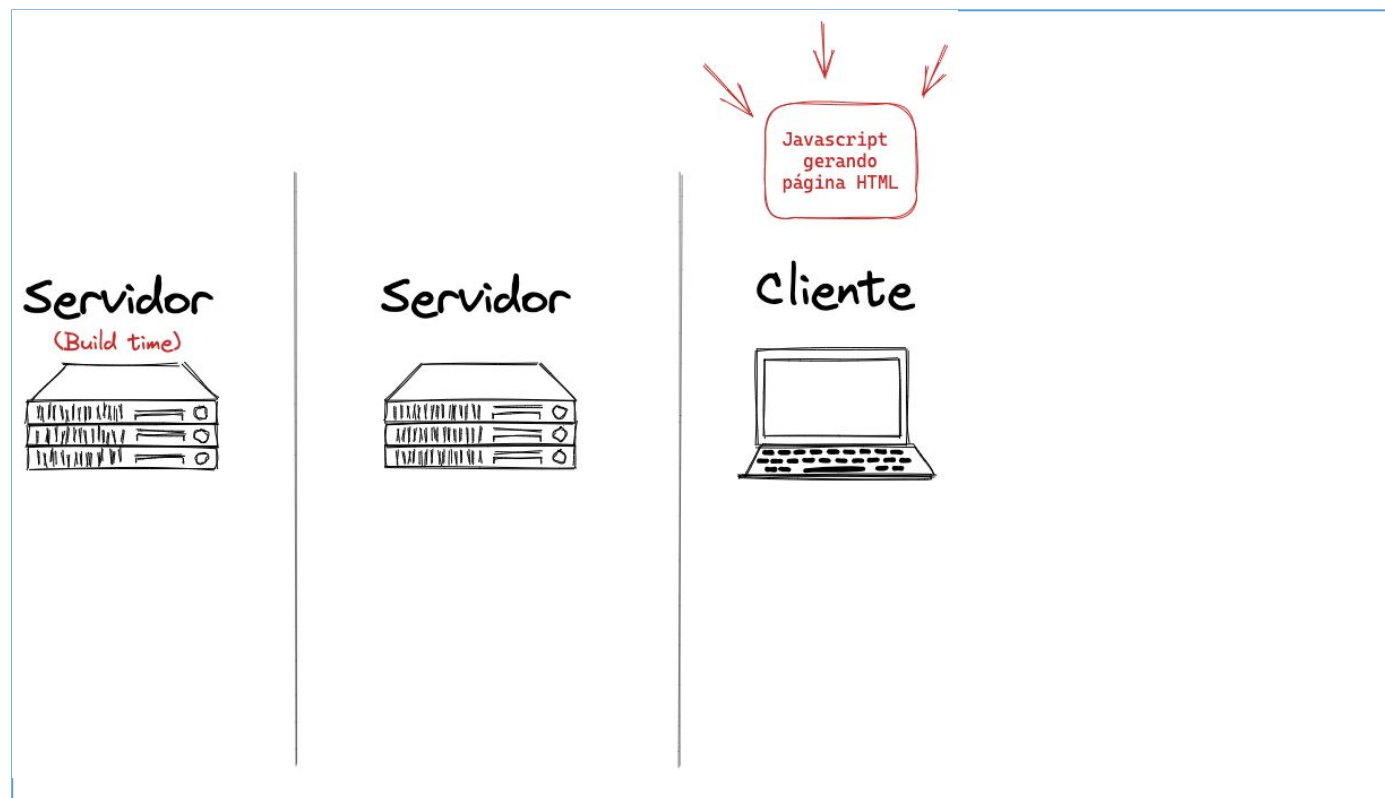 Javascript
gerando
página HTML
Servidor
(Build time)
Servidor
Cliente